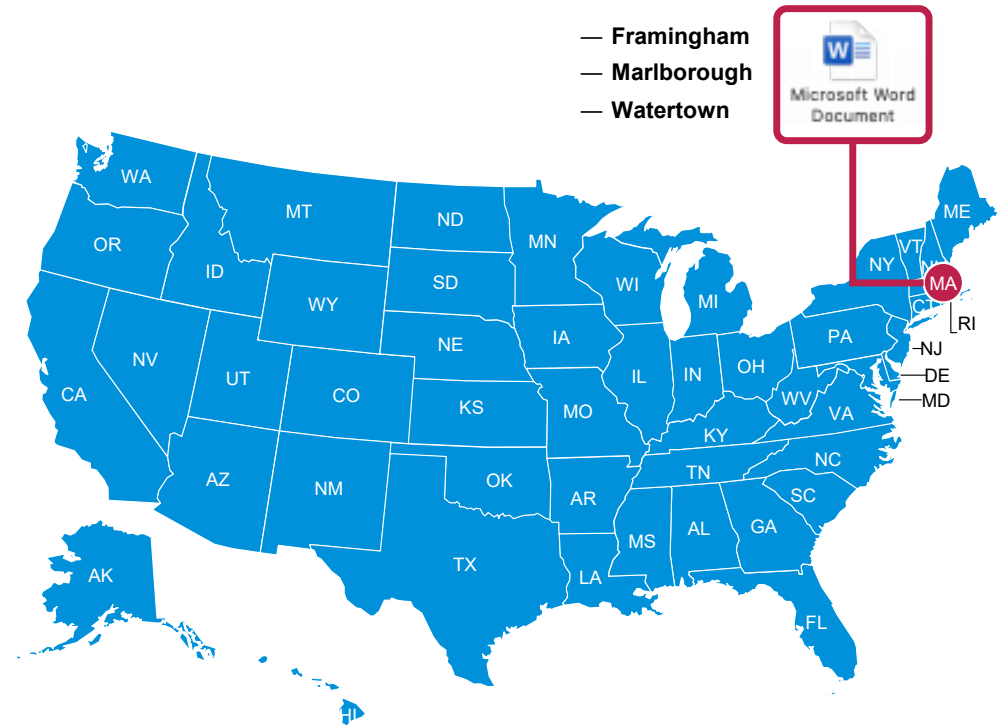 — Framingham
— Marlborough
— Watertown
W
Microsoft Word
Document
WA
MT
ND
MN
ME
VT
OR
ID
SD
WI
NY
MA
WY
MI
CT
RI
NE
IA
PA
NJ
NV
UT
CO
IL
IN
OH
DE
CA
KS
MO
WV
VA
MD
KY
AZ
NM
OK
AR
TN
NC
SC
TX
MS
AL
GA
LA
AK
FL
HI